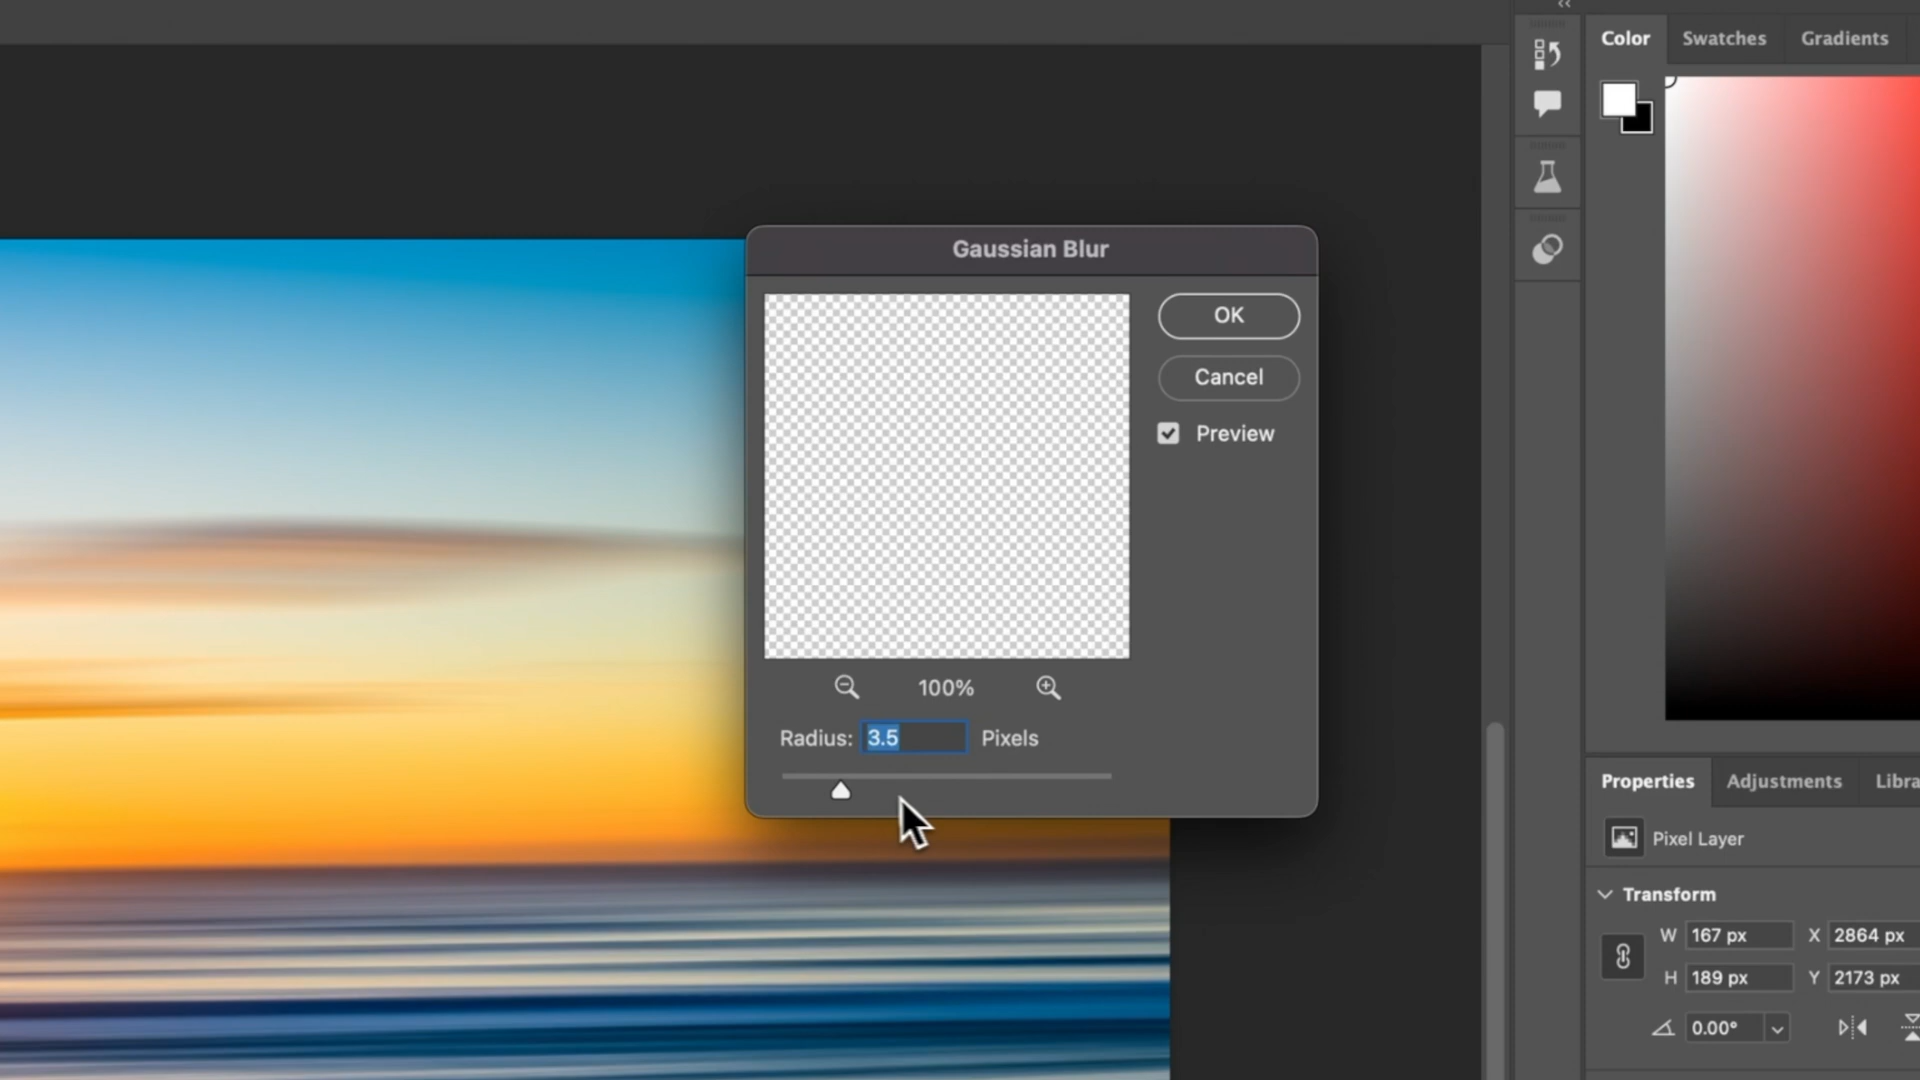 Color Swatches Gradients
Gaussian Blur
OK
Cancel
Preview
100%
Radius: 3.5 Pixels
Properties Adjustments Libra
Pixel Layer
Transform
W 167 px X 2864 px
H 189 px Y 2173 px
0.00°